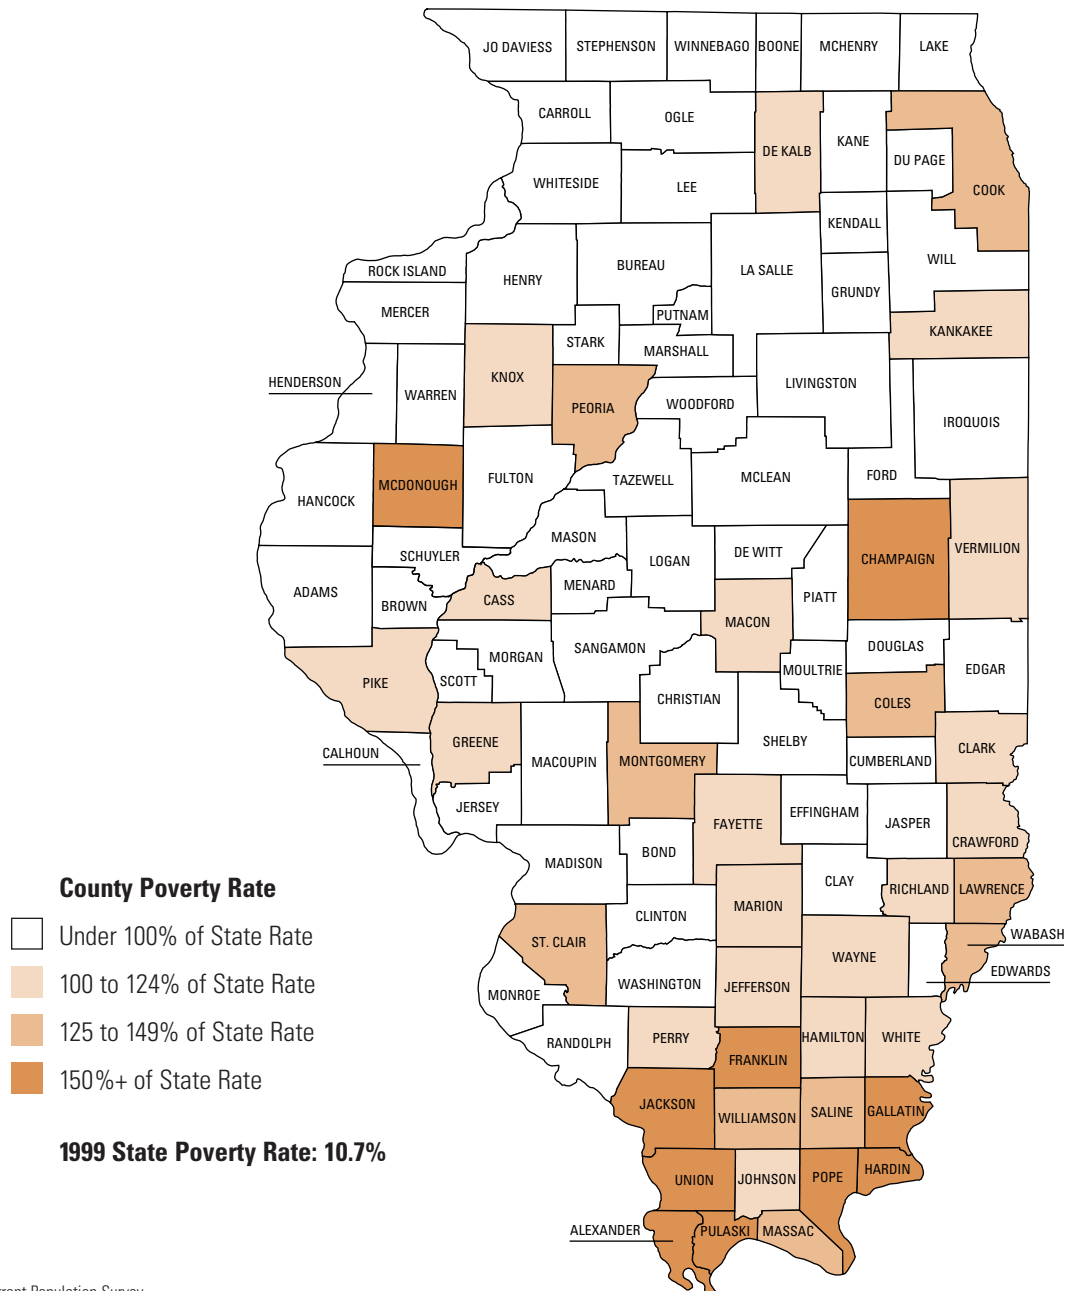 JO DAVIESS
STEPHENSON
WINNEBAGO
BOONE
MCHENRY
LAKE
CARROLL
OGLE
DE KALB
KANE
DU PAGE
COOK
WHITESIDE
LEE
KENDALL
ROCK ISLAND
HENRY
BUREAU
LA SALLE
WILL
GRUNDY
MERCER
PUTNAM
KANKAKEE
STARK
MARSHALL
HENDERSON
WARREN
KNOX
PEORIA
WOODFORD
LIVINGSTON
IROQUOIS
HANCOCK
MCDONOUGH
FULTON
TAZEWELL
MCLEAN
FORD
SCHUYLER
MASON
LOGAN
DE WITT
CHAMPAIGN
VERMILION
ADAMS
BROWN
CASS
MENARD
PIATT
MACON
PIKE
SCOTT
MORGAN
SANGAMON
CHRISTIAN
MOULTRIE
DOUGLAS
EDGAR
COLES
CALHOUN
GREENE
MACOUPIN
MONTGOMERY
SHELBY
CUMBERLAND
CLARK
JERSEY
FAYETTE
EFFINGHAM
JASPER
CRAWFORD
MADISON
BOND
CLAY
RICHLAND
LAWRENCE
CLINTON
MARION
WABASH
ST. CLAIR
WAYNE
EDWARDS
MONROE
WASHINGTON
JEFFERSON
RANDOLPH
PERRY
FRANKLIN
HAMILTON
WHITE
JACKSON
WILLIAMSON
SALINE
GALLATIN
UNION
JOHNSON
POPE
HARDIN
ALEXANDER
PULASKI
MASSAC
County Poverty Rate
Under 100% of State Rate
100 to 124% of State Rate
125 to 149% of State Rate
150%+ of State Rate
1999 State Poverty Rate: 10.7%
Population Survey